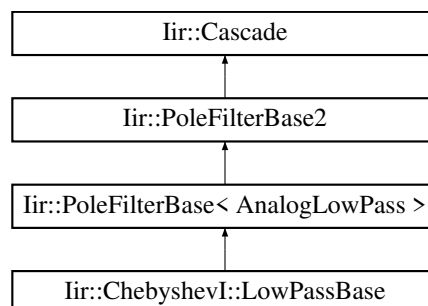 Iir::Cascade
Iir::PoleFilterBase2
Iir::PoleFilterBase< AnalogLowPass >
Iir::ChebyshevI::LowPassBase